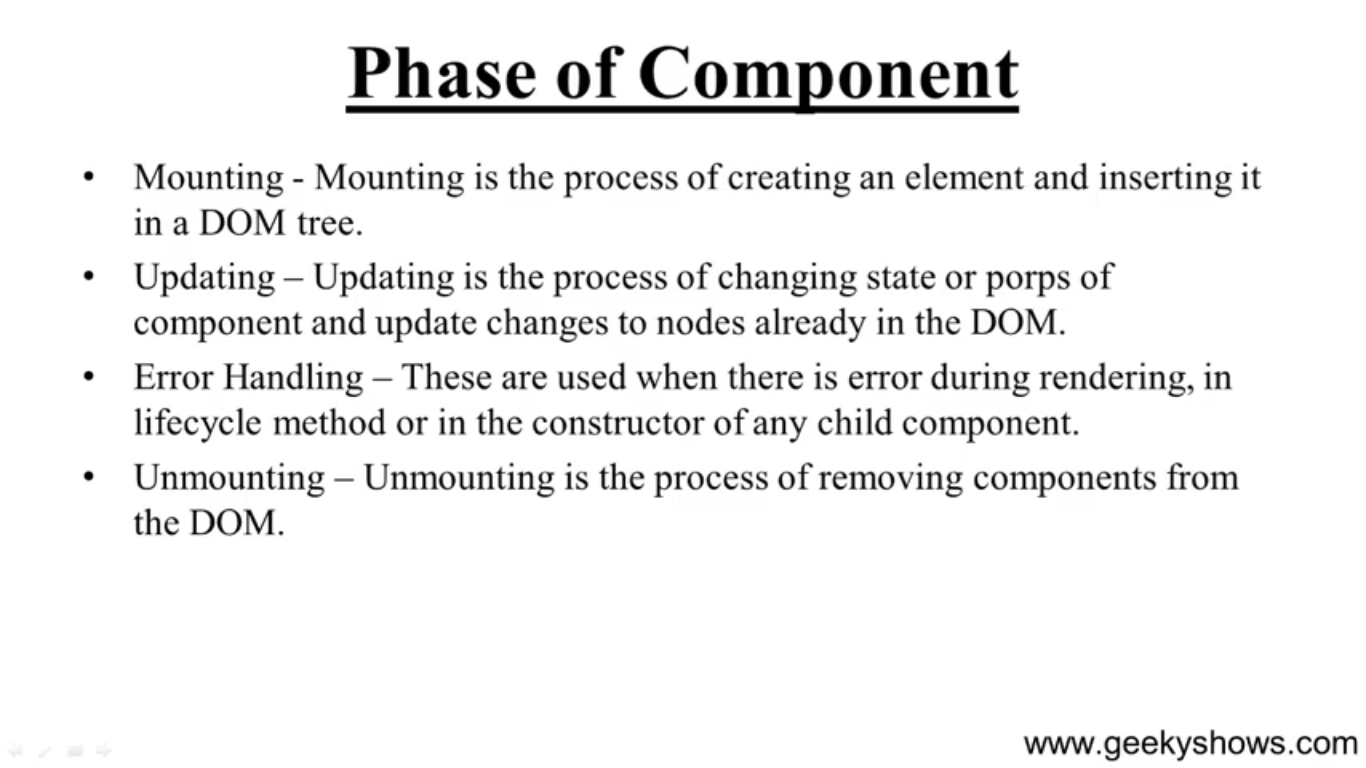 Phase of Component
• Mounting - Mounting is the process of creating an element and inserting it
in a DOM tree.
• Updating – Updating is the process of changing state or porps of
component and update changes to nodes already in the DOM.
• Error Handling – These are used when there is error during rendering, in
lifecycle method or in the constructor of any child component.
• Unmounting – Unmounting is the process of removing components from
the DOM.
www.geekyshows.com